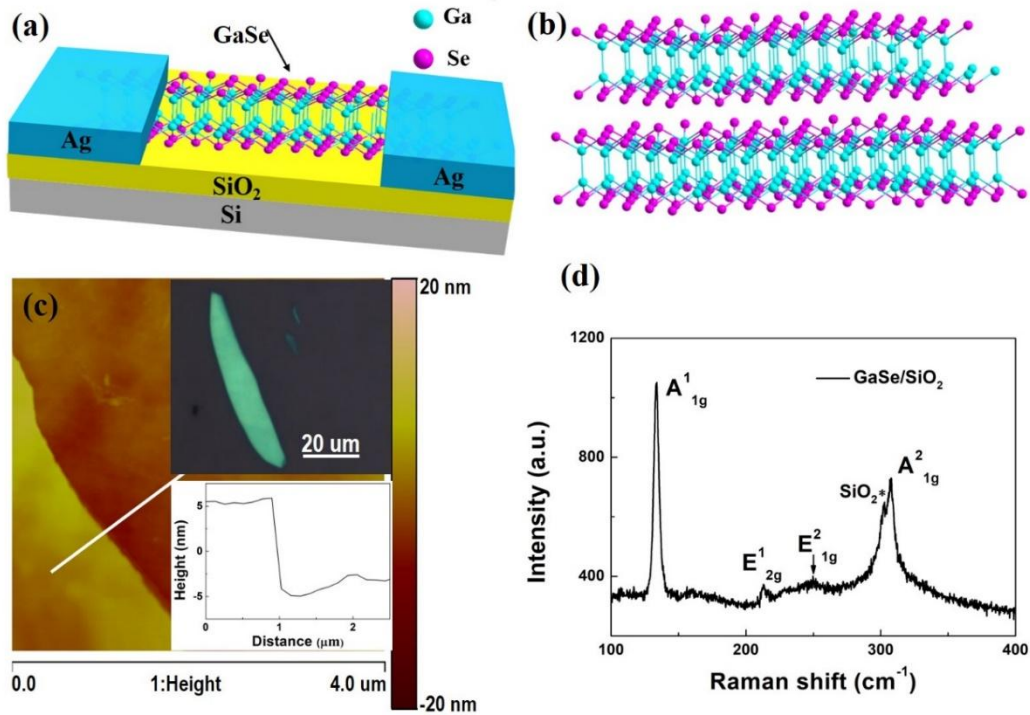 (a)
GaSe
Ga
Se
Ag
Ag
SiO₂
Si
(b)
(c)
20 nm
20 um
5
0
-5
Height (nm)
0
1
2
Distance (µm)
0.0
1:Height
4.0 um
-20 nm
(d)
1200
800
400
Intensity (a.u.)
A¹₁g
GaSe/SiO₂
E¹₂g
E²₁g
SiO₂*
A²₁g
100
200
300
400
Raman shift (cm⁻¹)